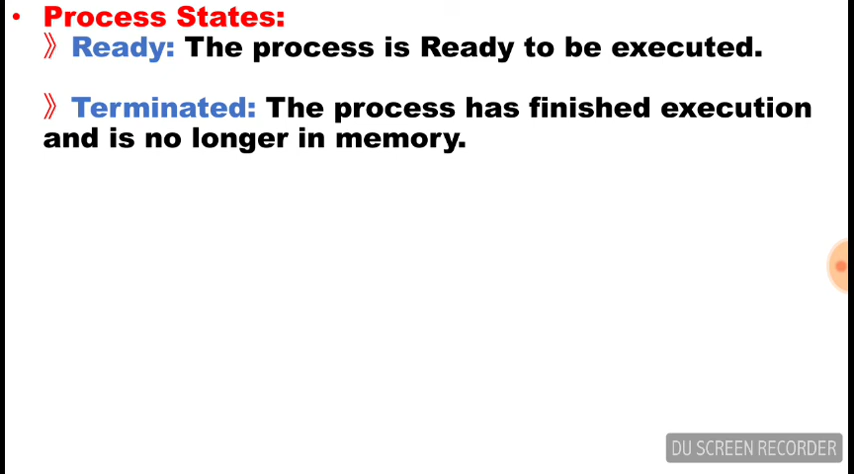 • Process States:
》Ready: The process is Ready to be executed.
》Terminated: The process has finished execution
and is no longer in memory.
DU SCREEN RECORDER